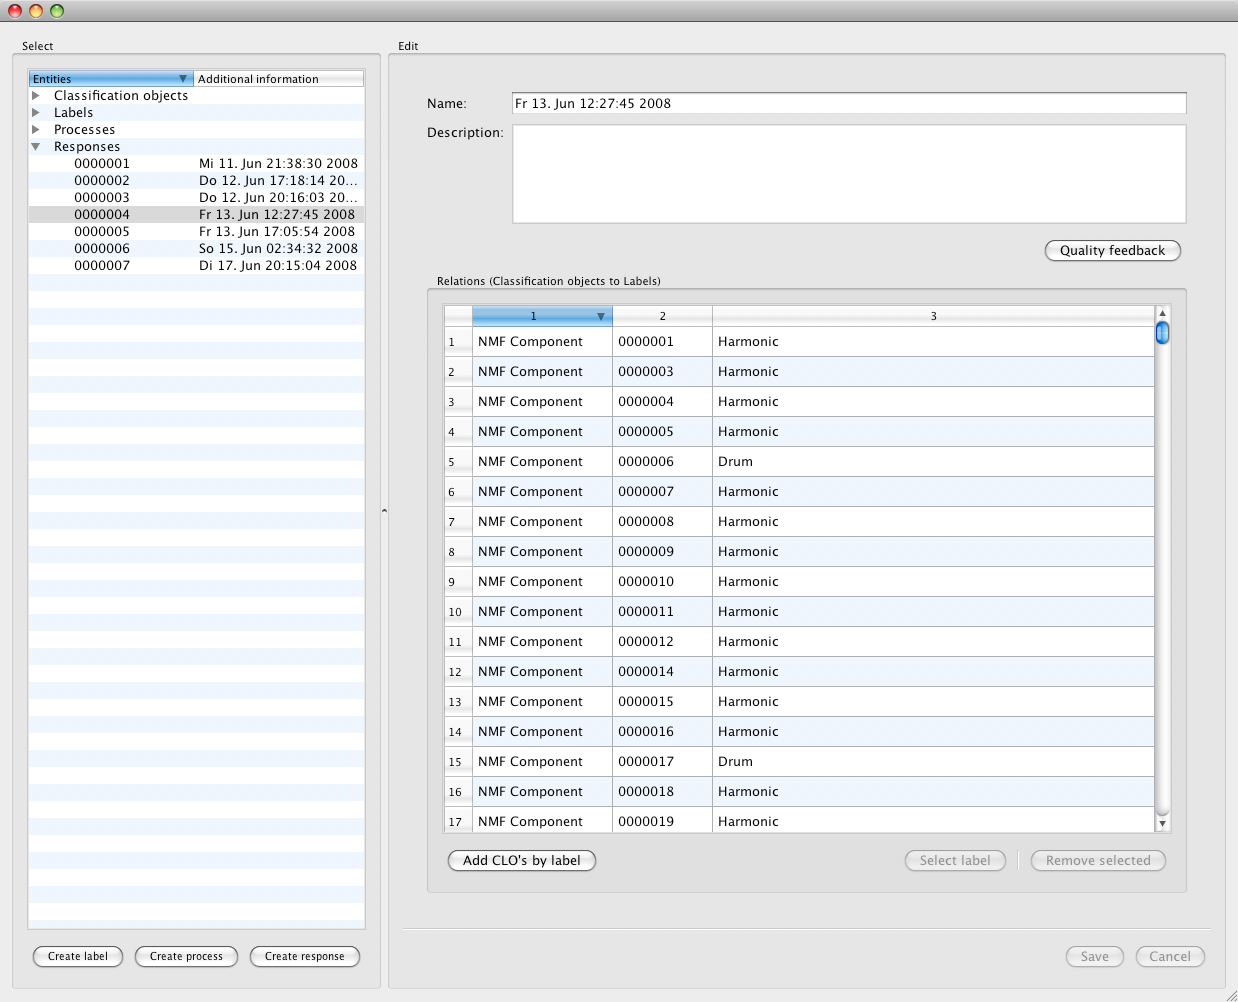 Select
Entities Additional information
Classification objects
Labels
Processes
Responses
0000001 Mi 11. Jun 21:38:30 2008
0000002 Do 12. Jun 17:18:14 20...
0000003 Do 12. Jun 20:16:03 20...
0000004 Fr 13. Jun 12:27:45 2008
0000005 Fr 13. Jun 17:05:54 2008
0000006 So 15. Jun 02:34:32 2008
0000007 Di 17. Jun 20:15:04 2008
Create label Create process Create response
Edit
Name: Fr 13. Jun 12:27:45 2008
Description:
Quality feedback
Relations (Classification objects to Labels)
1 2 3
1 NMF Component 0000001 Harmonic
2 NMF Component 0000003 Harmonic
3 NMF Component 0000004 Harmonic
4 NMF Component 0000005 Harmonic
5 NMF Component 0000006 Drum
6 NMF Component 0000007 Harmonic
7 NMF Component 0000008 Harmonic
8 NMF Component 0000009 Harmonic
9 NMF Component 0000010 Harmonic
10 NMF Component 0000011 Harmonic
11 NMF Component 0000012 Harmonic
12 NMF Component 0000014 Harmonic
13 NMF Component 0000015 Harmonic
14 NMF Component 0000016 Harmonic
15 NMF Component 0000017 Drum
16 NMF Component 0000018 Harmonic
17 NMF Component 0000019 Harmonic
Add CLO's by label Select label Remove selected
Save Cancel